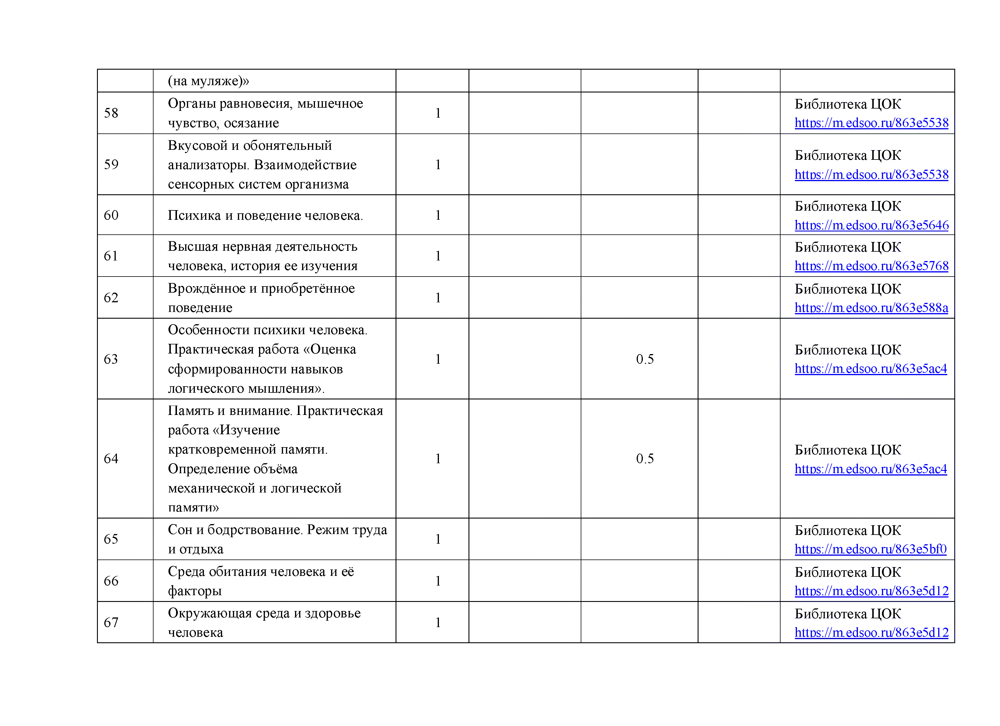 (на муляже)»
58
Органы равновесия, мышечное
чувство, осязание
1
Библиотека ЦОК
https://m.edsoo.ru/863e5538
59
Вкусовой и обонятельный
анализаторы. Взаимодействие
сенсорных систем организма
1
Библиотека ЦОК
https://m.edsoo.ru/863e5538
60
Психика и поведение человека.
1
Библиотека ЦОК
https://m.edsoo.ru/863e5646
61
Высшая нервная деятельность
человека, история ее изучения
1
Библиотека ЦОК
https://m.edsoo.ru/863e5768
62
Врождённое и приобретённое
поведение
1
Библиотека ЦОК
https://m.edsoo.ru/863e588a
63
Особенности психики человека.
Практическая работа «Оценка
сформированности навыков
логического мышления».
1
0.5
Библиотека ЦОК
https://m.edsoo.ru/863e5ac4
64
Память и внимание. Практическая
работа «Изучение
кратковременной памяти.
Определение объёма
механической и логической
памяти»
1
0.5
Библиотека ЦОК
https://m.edsoo.ru/863e5ac4
65
Сон и бодрствование. Режим труда
и отдыха
1
Библиотека ЦОК
https://m.edsoo.ru/863e5bf0
66
Среда обитания человека и её
факторы
1
Библиотека ЦОК
https://m.edsoo.ru/863e5d12
67
Окружающая среда и здоровье
человека
1
Библиотека ЦОК
https://m.edsoo.ru/863e5d12